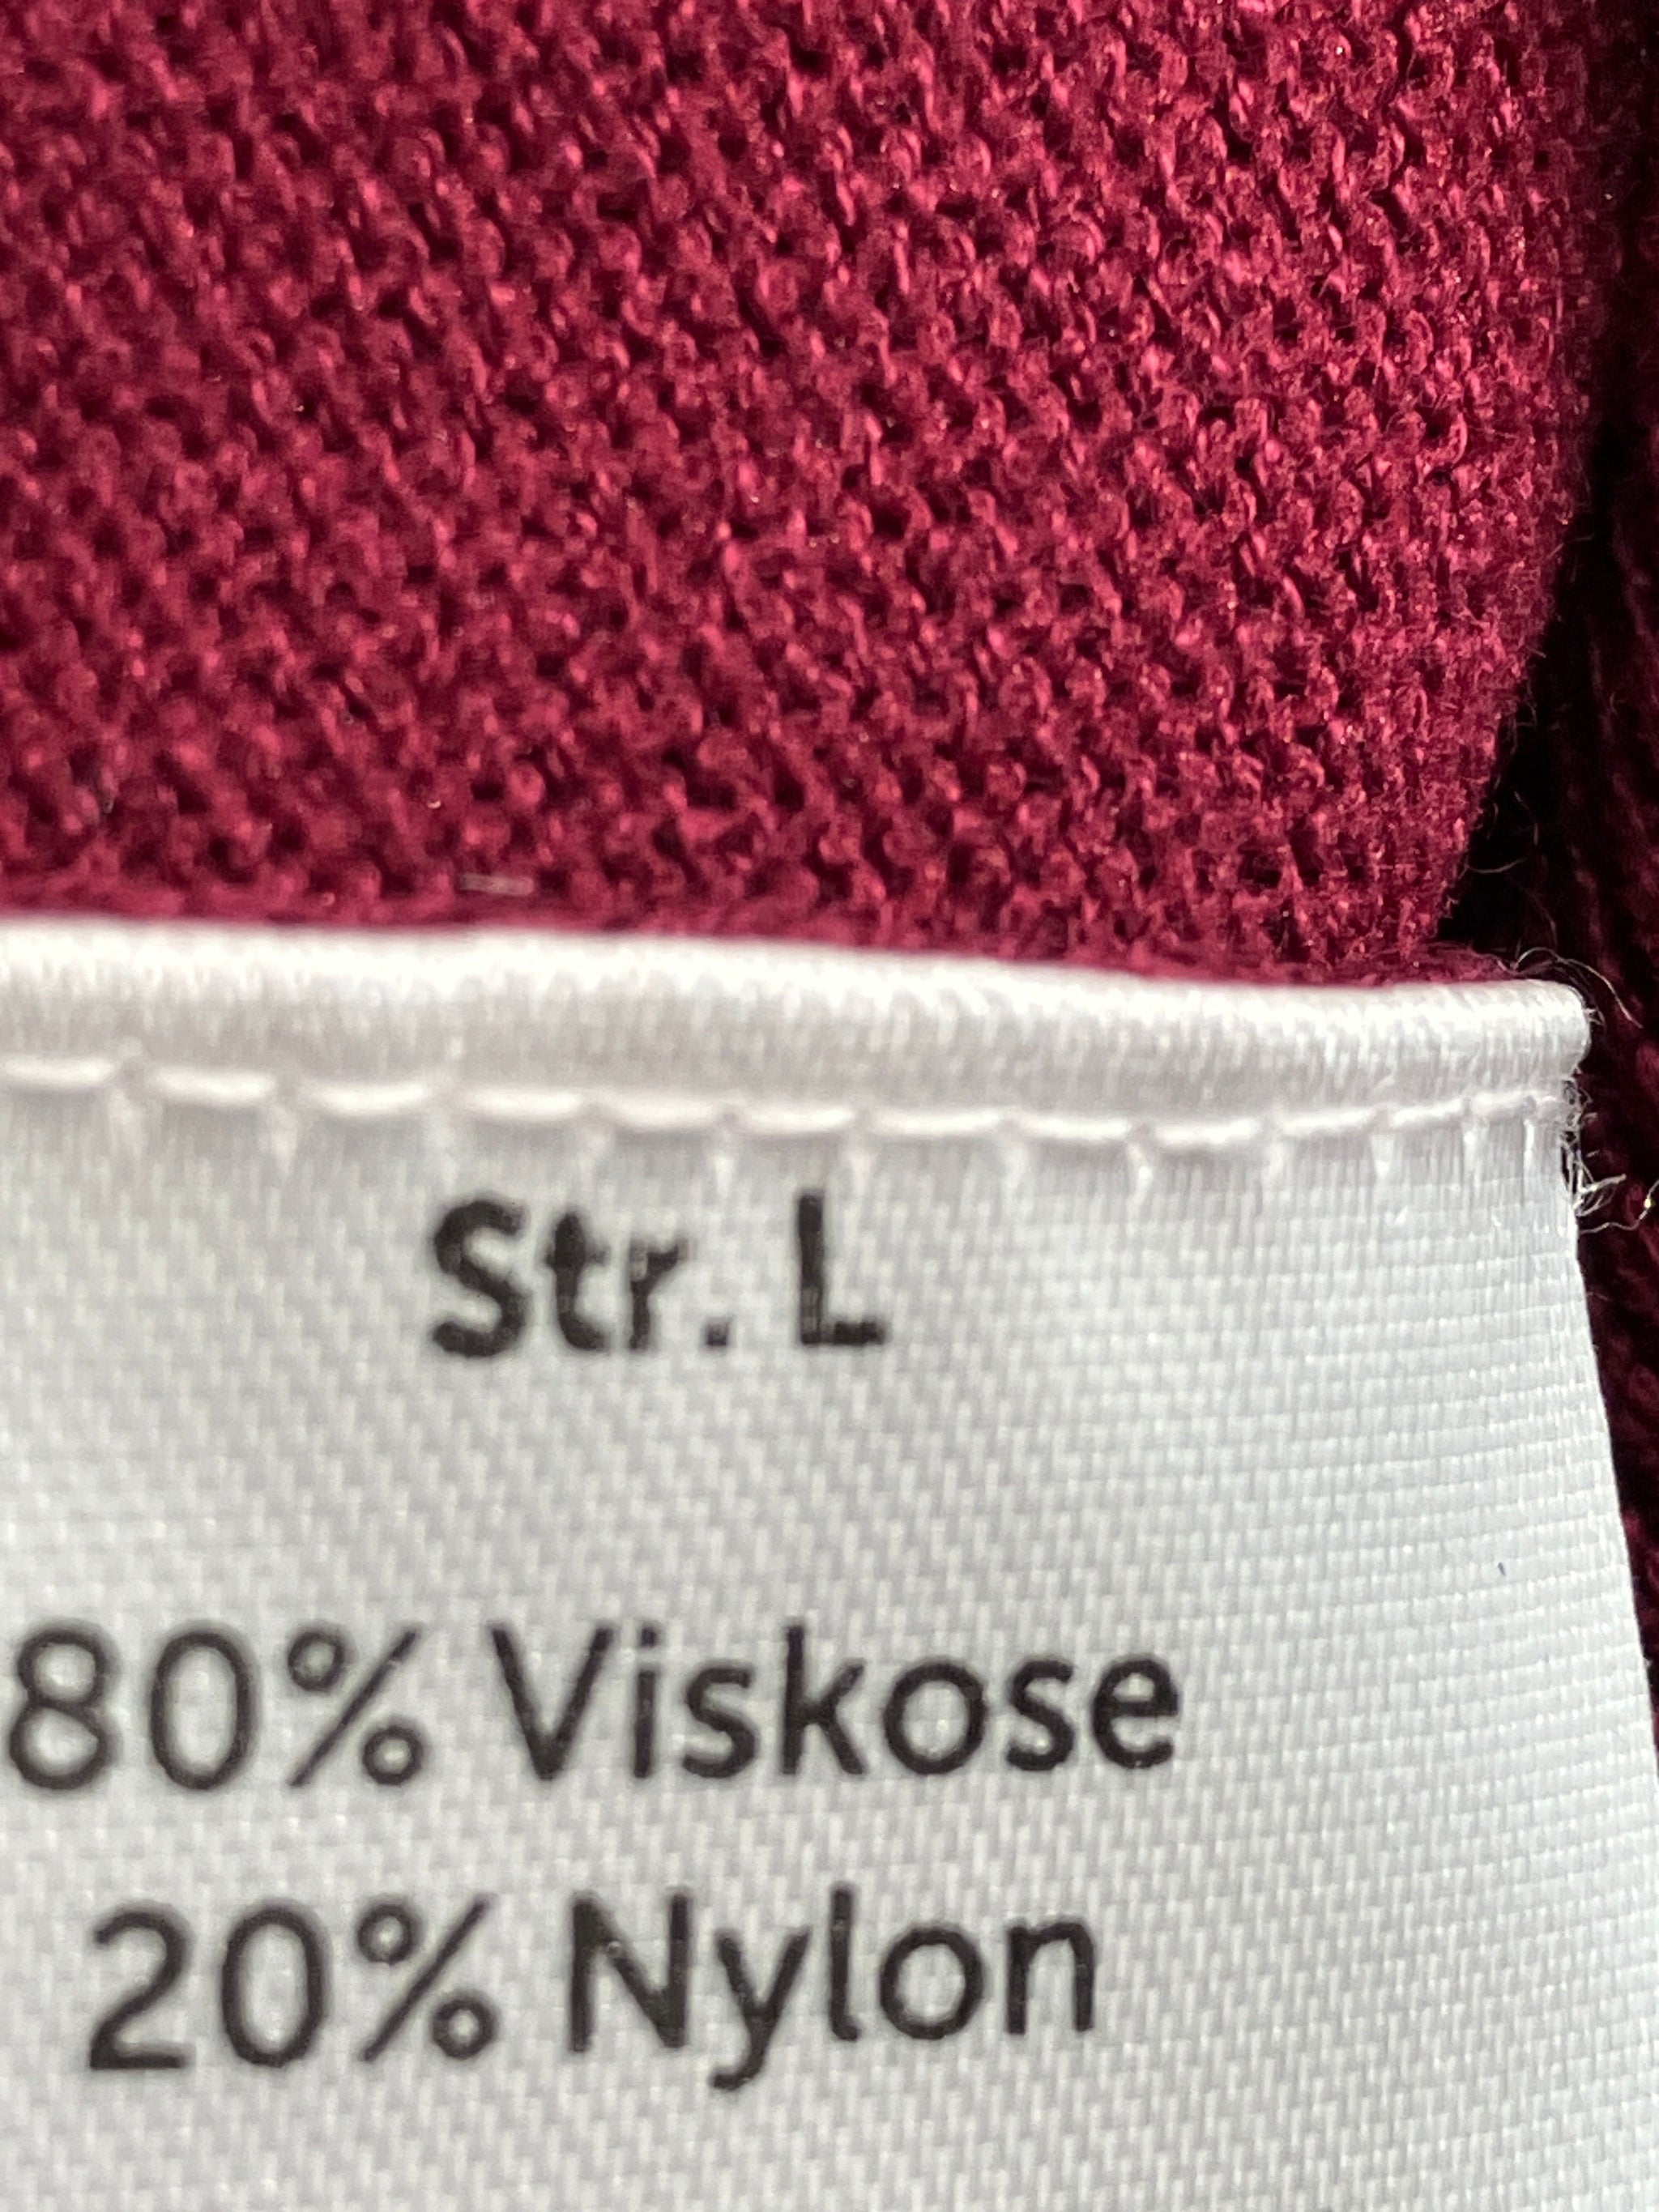 Str. L
80% Viskose
20% Nylon